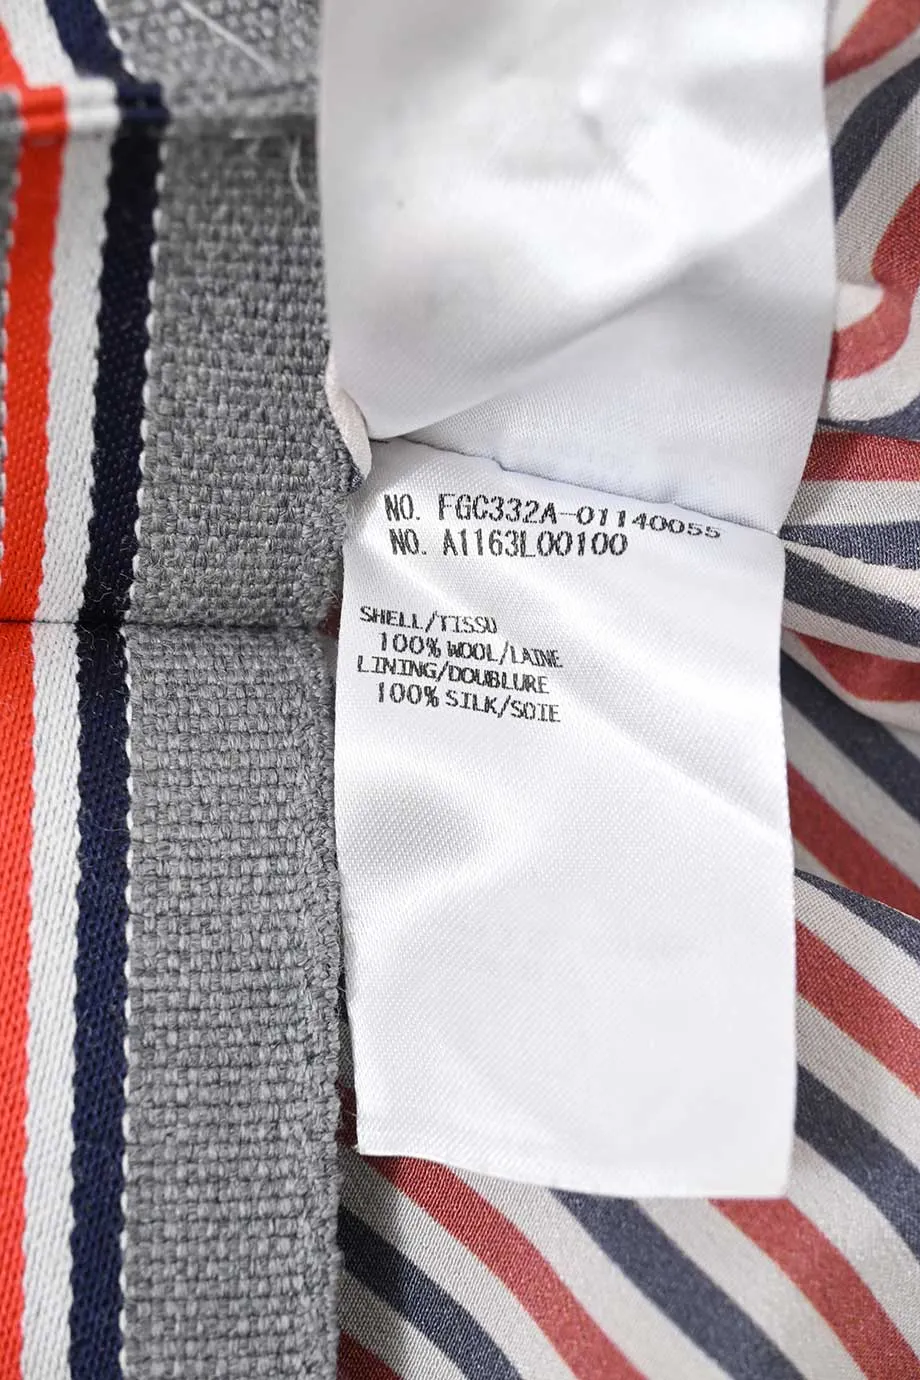 NO. FGC332A-01140055
NO. A1163L00100
SHELL/TISSU
100% WOOL/LAINE
LINING/DOUBLURE
100% SILK/SOIE